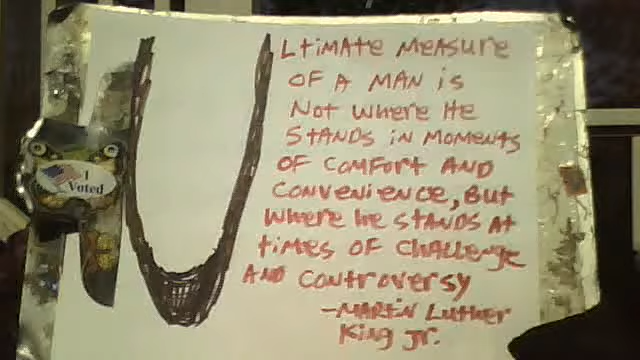 ULtiMAtE MEASURE
OF A MAN is
Not wHERE HE
STANDS iN MOMENTS
OF COMFORT AND
CONVENiENCE, BUt
WHERE HE StANDS At
tiMES OF CHALLENGE
AND CONtROVERSY
-MARtiN LUtHER
KiNg JR.
I
Voted